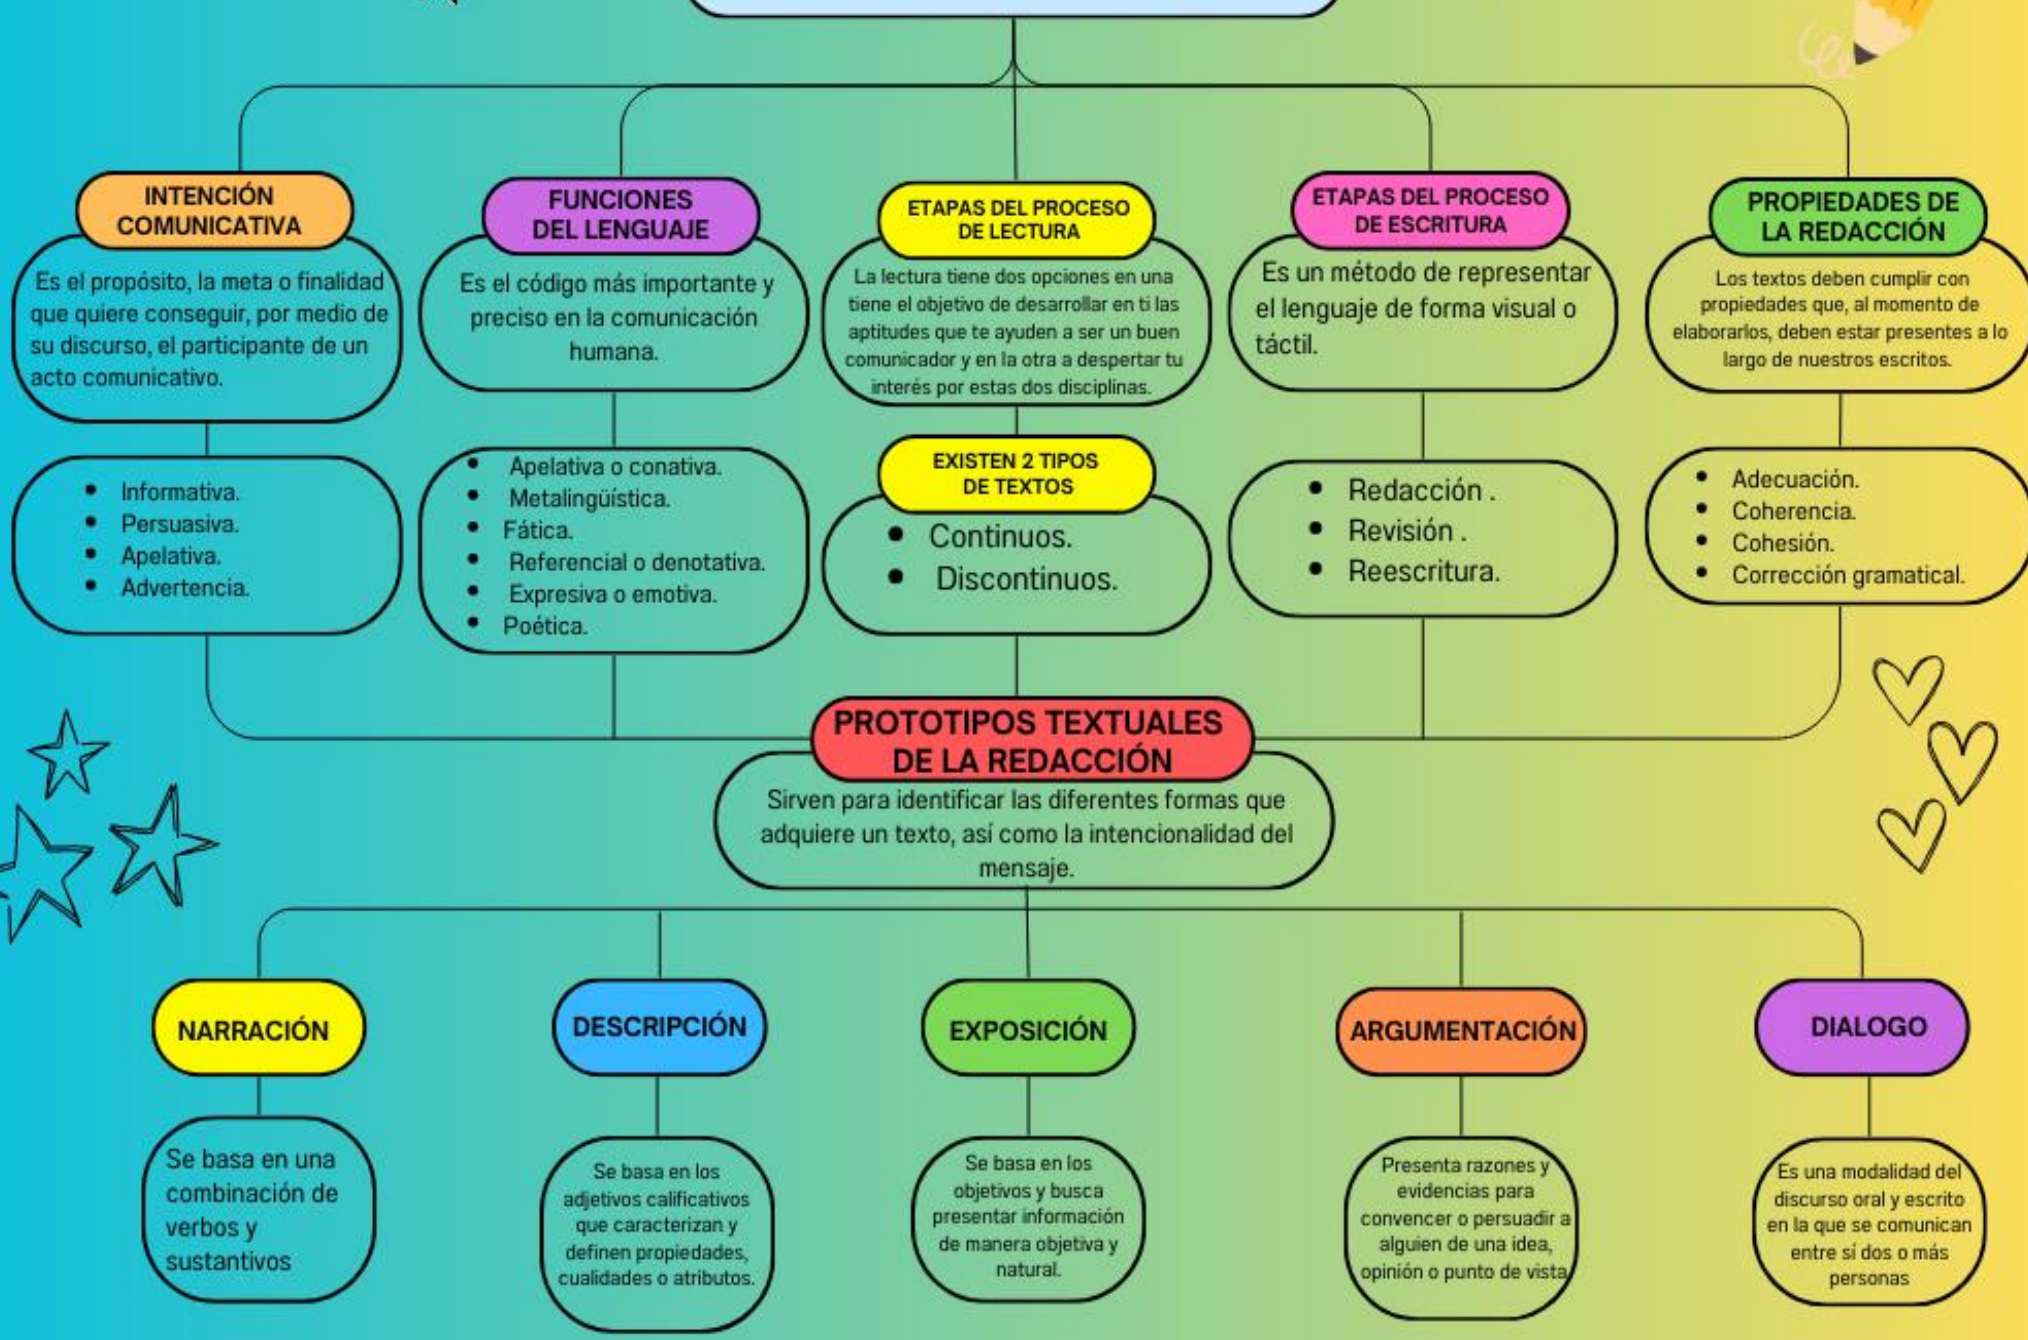 INTENCIÓN
COMUNICATIVA
Es el propósito, la meta o finalidad
que quiere conseguir, por medio de
su discurso, el participante de un
acto comunicativo.
• Informativa.
• Persuasiva.
• Apelativa.
• Advertencia.
FUNCIONES
DEL LENGUAJE
Es el código más importante y
preciso en la comunicación
humana.
• Apelativa o conativa.
• Metalingüística.
• Fática.
• Referencial o denotativa.
• Expresiva o emotiva.
• Poética.
ETAPAS DEL PROCESO
DE LECTURA
La lectura tiene dos opciones en una
tiene el objetivo de desarrollar en ti las
aptitudes que te ayuden a ser un buen
comunicador y en la otra a despertar tu
interés por estas dos disciplinas.
EXISTEN 2 TIPOS
DE TEXTOS
• Continuos.
• Discontinuos.
ETAPAS DEL PROCESO
DE ESCRITURA
Es un método de representar
el lenguaje de forma visual o
táctil.
• Redacción .
• Revisión .
• Reescritura.
PROPIEDADES DE
LA REDACCIÓN
Los textos deben cumplir con
propiedades que, al momento de
elaborarlos, deben estar presentes a lo
largo de nuestros escritos.
• Adecuación.
• Coherencia.
• Cohesión.
• Corrección gramatical.
PROTOTIPOS TEXTUALES
DE LA REDACCIÓN
Sirven para identificar las diferentes formas que
adquiere un texto, así como la intencionalidad del
mensaje.
NARRACIÓN
Se basa en una
combinación de
verbos y
sustantivos
DESCRIPCIÓN
Se basa en los
adjetivos calificativos
que caracterizan y
definen propiedades,
cualidades o atributos.
EXPOSICIÓN
Se basa en los
objetivos y busca
presentar información
de manera objetiva y
natural.
ARGUMENTACIÓN
Presenta razones y
evidencias para
convencer o persuadir a
alguien de una idea,
opinión o punto de vista
DIALOGO
Es una modalidad del
discurso oral y escrito
en la que se comunican
entre sí dos o más
personas